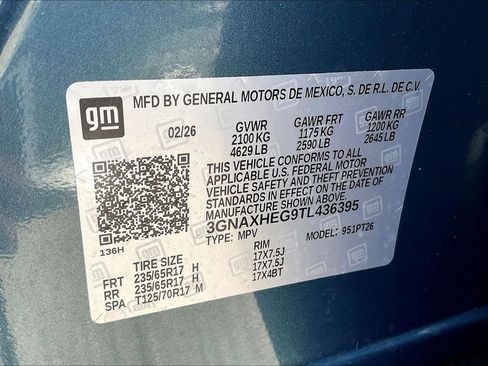 gm
MFD BY GENERAL MOTORS DE MEXICO, S. DE R.L. DE C.V.
02/26 GVWR GAWR FRT GAWR RR
2100 KG 1175 KG 1200 KG
4629 LB 2590 LB 2645 LB
THIS VEHICLE CONFORMS TO ALL
APPLICABLE U.S. FEDERAL MOTOR
VEHICLE SAFETY AND THEFT PREVENTION
STANDARDS IN EFFECT ON THE DATE OF
MANUFACTURE SHOWN ABOVE.
3GNAXHEG9TL436395
TYPE: MPV MODEL: 951PT26
136H
TIRE RIM
FRT 235/65R17 H 17X7.5J
RR 235/65R17 H 17X7.5J
SPA T125/70R17 M 17X4BT